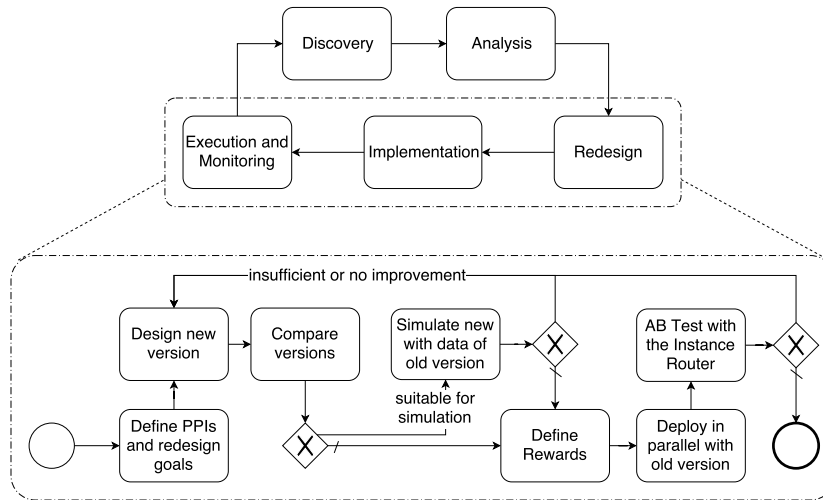 Discovery
Analysis
Execution and
Monitoring
Implementation
Redesign
insufficient or no improvement
Design new
version
Compare
versions
Simulate new
with data of
old version
AB Test with
the Instance
Router
suitable for
simulation
Define PPIs
and redesign
goals
Define
Rewards
Deploy in
parallel with
old version